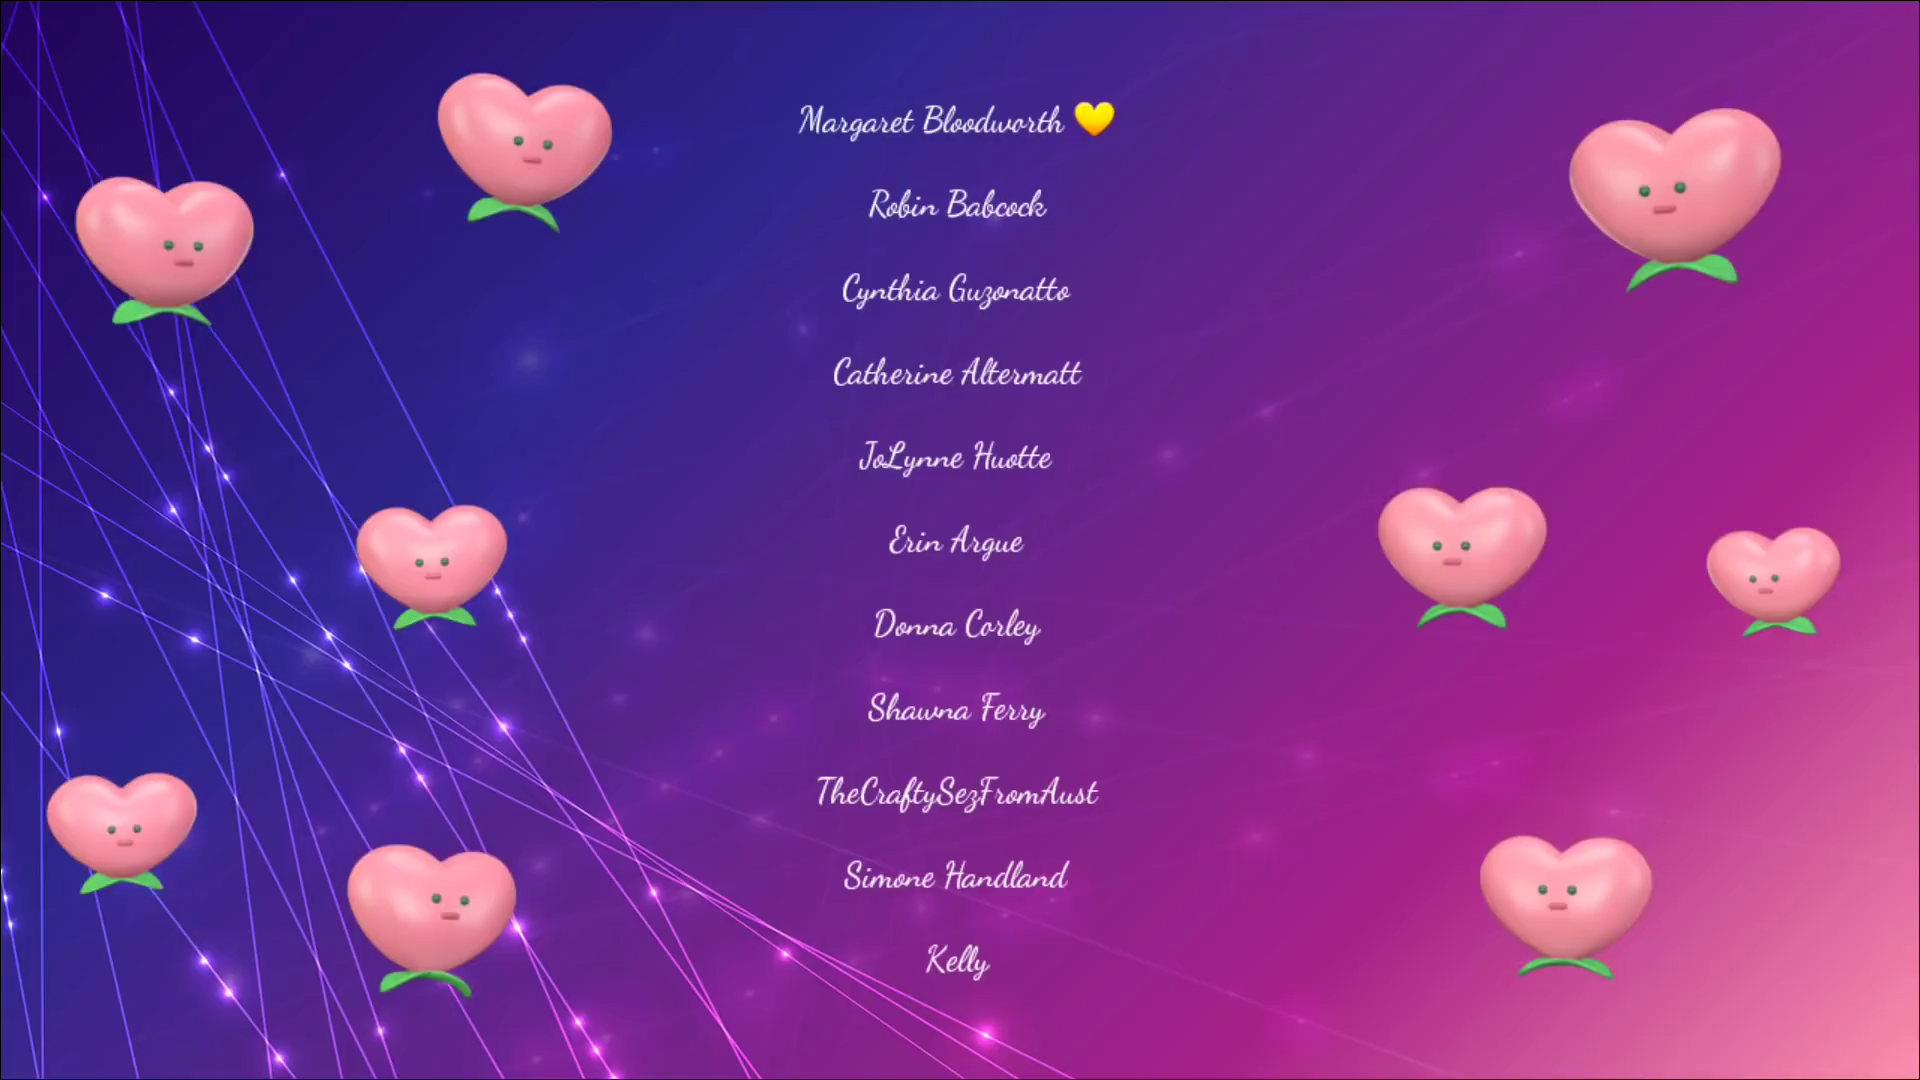 Margaret Bloodworth 💛
Robin Babcock
Cynthia Guzonatto
Catherine Altermatt
JoLynne Huotte
Erin Argue
Donna Corley
Shawna Ferry
TheCraftySezFromAust
Simone Handland
Kelly